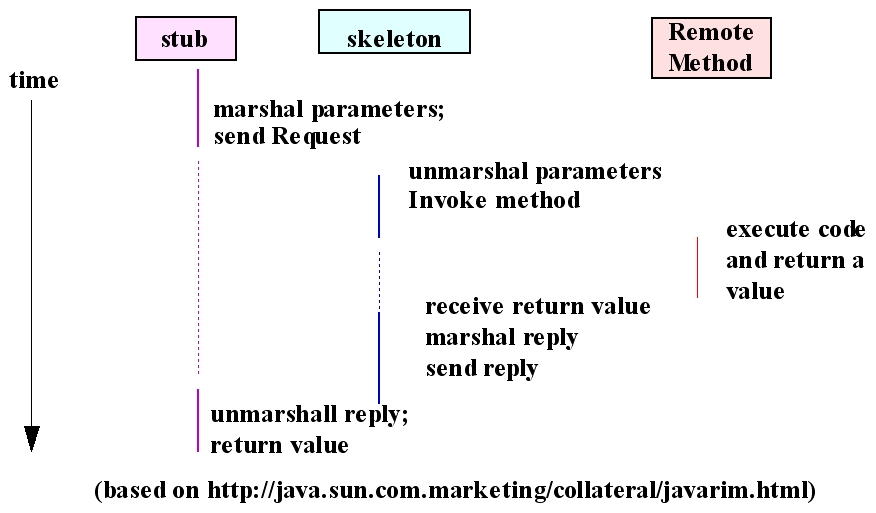 stub
skeleton
Remote
Method
time
marshal parameters;
send Request
unmarshal parameters
Invoke method
execute code
and return a
value
receive return value
marshal reply
send reply
unmarshall reply;
return value
(based on http://java.sun.com.marketing/collateral/javarim.html)